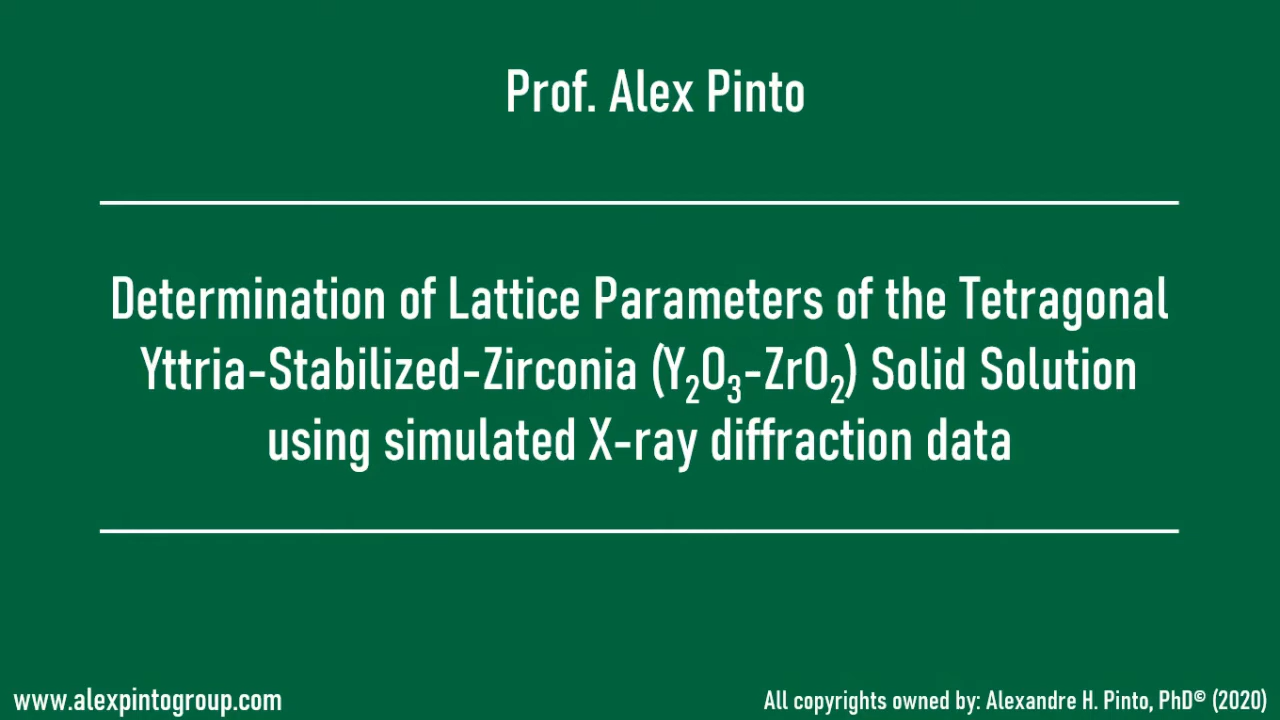 Prof. Alex Pinto
Determination of Lattice Parameters of the Tetragonal
Yttria-Stabilized-Zirconia (Y₂O₃-ZrO₂) Solid Solution
using simulated X-ray diffraction data
www.alexpintogroup.com
All copyrights owned by: Alexandre H. Pinto, PhD© (2020)